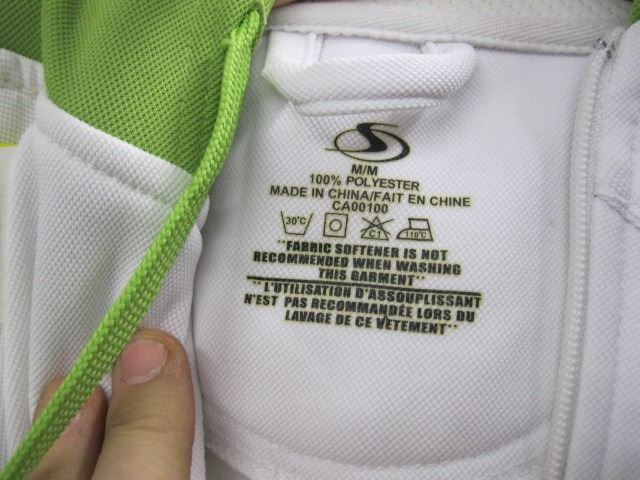 S
M/M
100% POLYESTER
MADE IN CHINA/FAIT EN CHINE
CA00100
30°C C1 110°C
"FABRIC SOFTENER IS NOT
RECOMMENDED WHEN WASHING
THIS GARMENT"
"L'UTILISATION D'ASSOUPLISSANT
N'EST PAS RECOMMANDÉE LORS DU
LAVAGE DE CE VÊTEMENT"